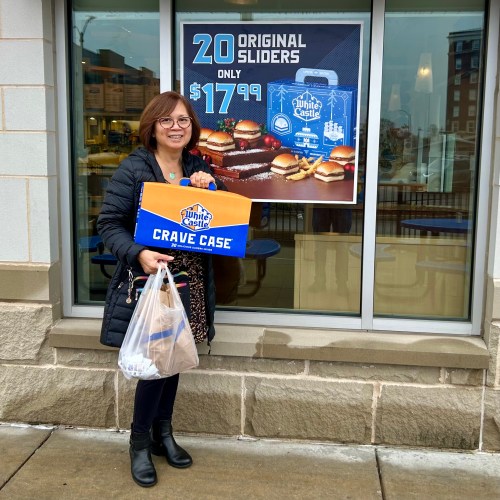 20 ORIGINAL
SLIDERS
ONLY
$17.99
White
Castle
White
Castle
CRAVE CASE